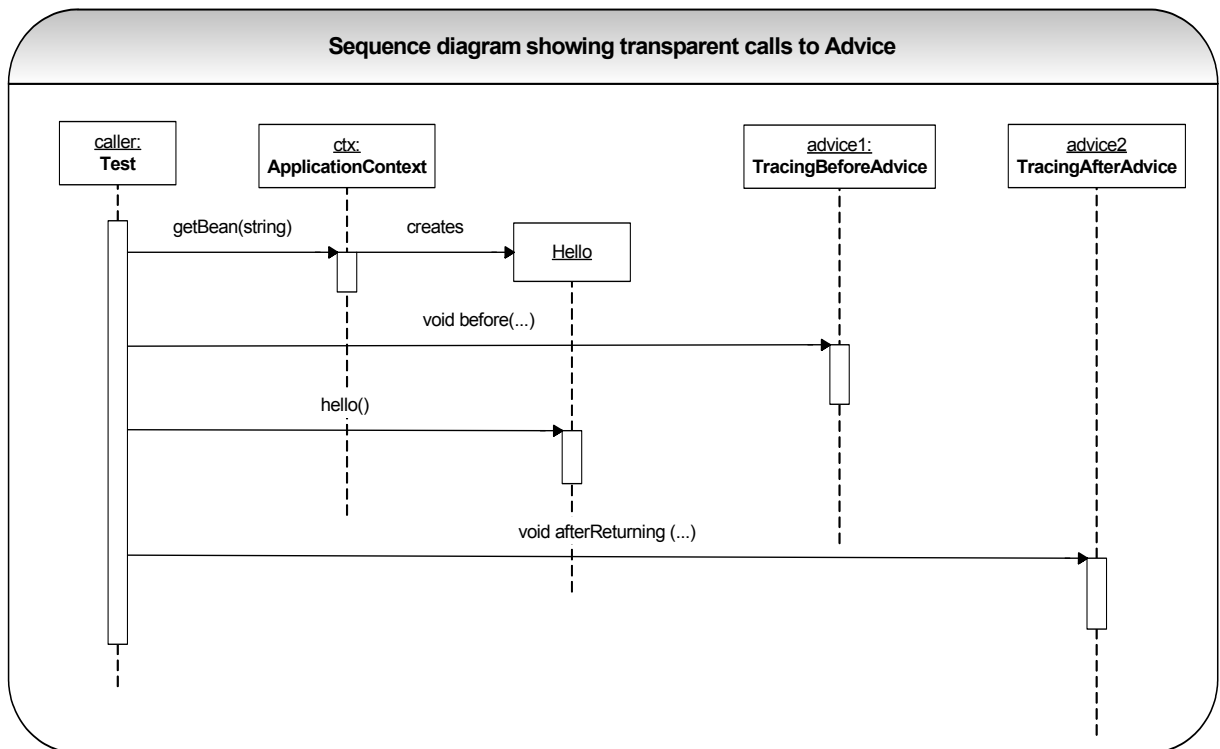 Sequence diagram showing transparent calls to Advice
caller:
Test
ctx:
ApplicationContext
advice1:
TracingBeforeAdvice
advice2
TracingAfterAdvice
getBean(string)
creates
Hello
void before(...)
hello()
void afterReturning (...)